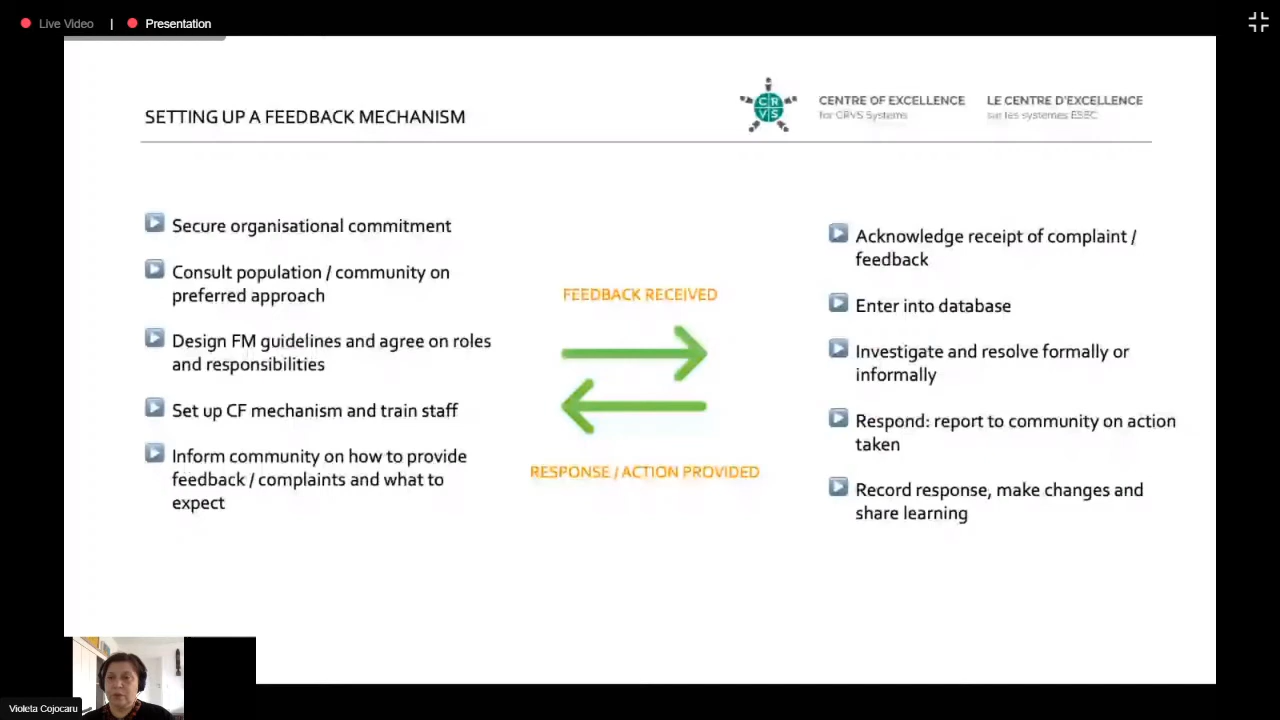 Live Video | Presentation
SETTING UP A FEEDBACK MECHANISM
CRVS
CENTRE OF EXCELLENCE
for CRVS Systems
LE CENTRE D'EXCELLENCE
sur les systèmes ESEC
Secure organisational commitment
Consult population / community on
preferred approach
Design FM guidelines and agree on roles
and responsibilities
Set up CF mechanism and train staff
Inform community on how to provide
feedback / complaints and what to
expect
FEEDBACK RECEIVED
RESPONSE / ACTION PROVIDED
Acknowledge receipt of complaint /
feedback
Enter into database
Investigate and resolve formally or
informally
Respond: report to community on action
taken
Record response, make changes and
share learning
Violeta Cojocaru